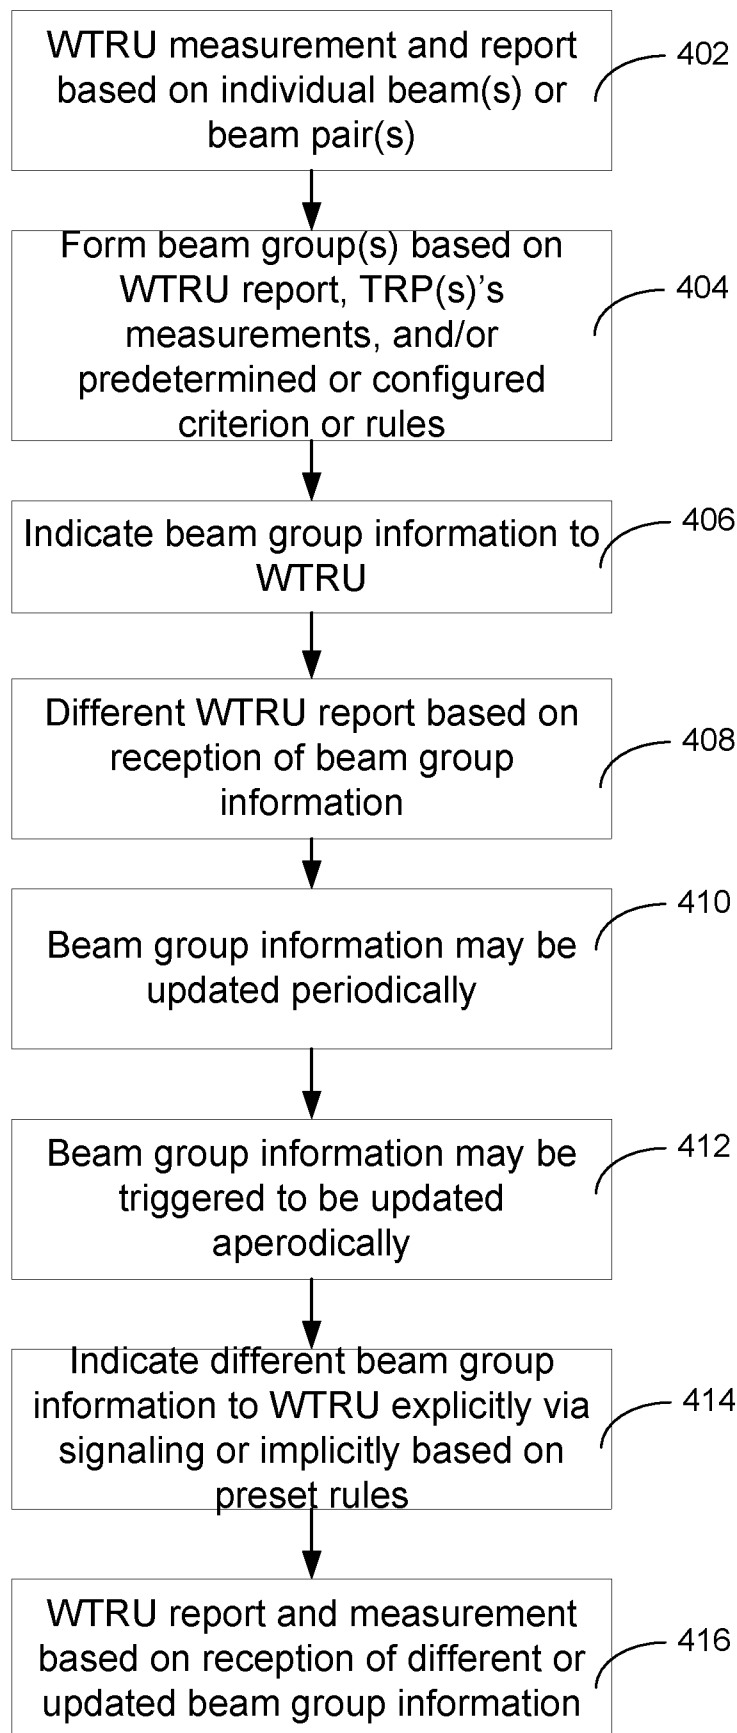 WTRU measurement and report
based on individual beam(s) or
beam pair(s)
402
Form beam group(s) based on
WTRU report, TRP(s)'s
measurements, and/or
predetermined or configured
criterion or rules
404
Indicate beam group information to
WTRU
406
Different WTRU report based on
reception of beam group
information
408
Beam group information may be
updated periodically
410
Beam group information may be
triggered to be updated
aperodically
412
Indicate different beam group
information to WTRU explicitly via
signaling or implicitly based on
preset rules
414
WTRU report and measurement
based on reception of different or
updated beam group information
416